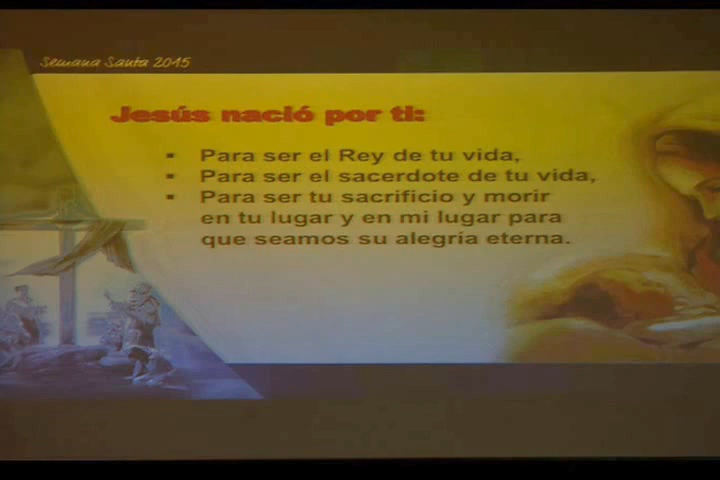 Semana Santa 2015
Jesús nació por ti:
▪ Para ser el Rey de tu vida,
▪ Para ser el sacerdote de tu vida,
▪ Para ser tu sacrificio y morir
en tu lugar y en mi lugar para
que seamos su alegría eterna.